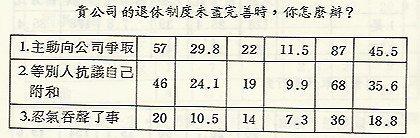 貴公司的退休制度未盡完善時，你怎麼辦？
1.主動向公司爭取 57 29.8 22 11.5 87 45.5
2.等別人抗議自己附和 46 24.1 19 9.9 68 35.6
3.忍氣吞聲了事 20 10.5 14 7.3 36 18.8